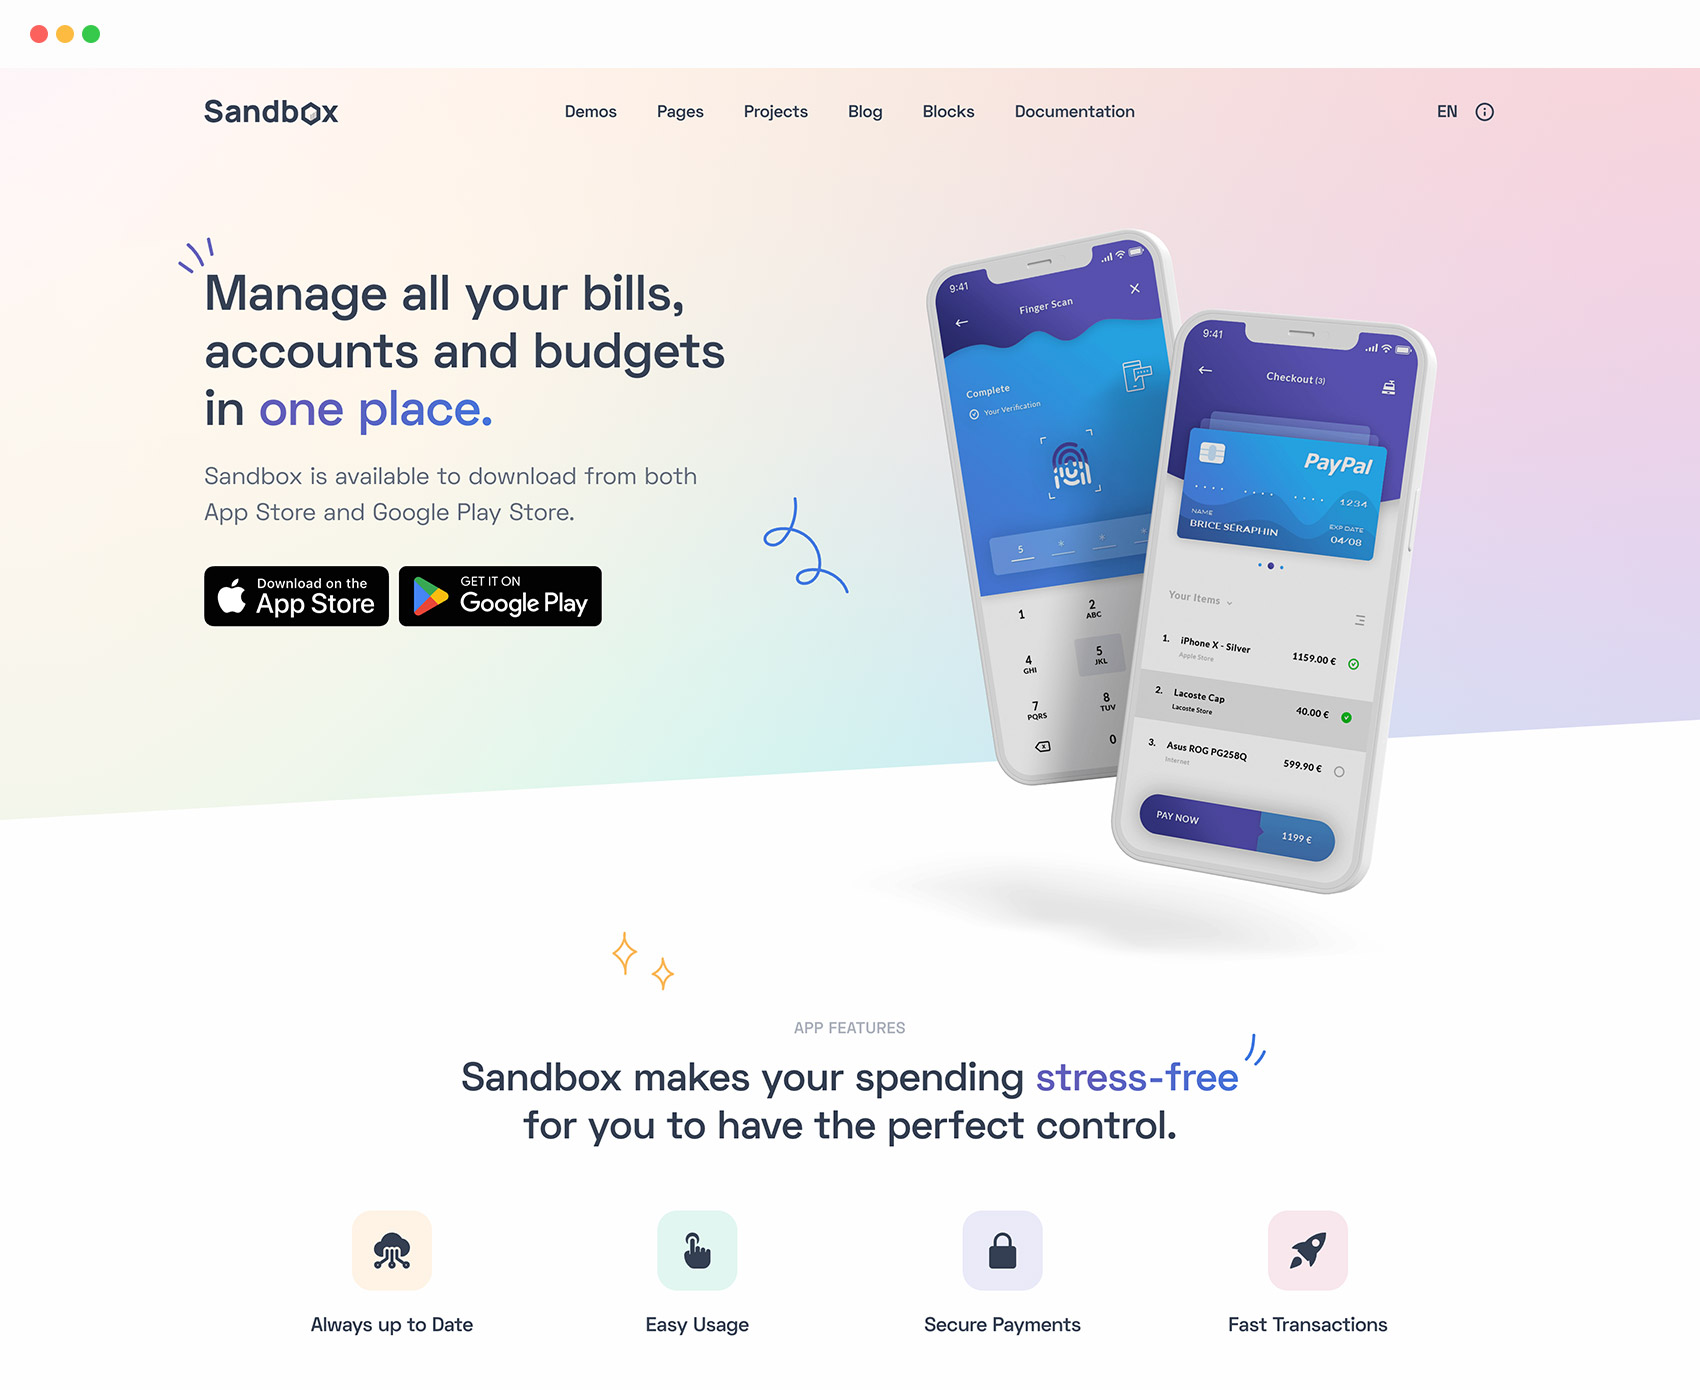 Sandbox
Demos Pages Projects Blog Blocks Documentation
EN
Manage all your bills,
accounts and budgets
in one place.
Sandbox is available to download from both
App Store and Google Play Store.
Download on the
App Store
GET IT ON
Google Play
9:41
Finger Scan
Complete
Your Verification
5 * * *
1
2
ABC
4
GHI
5
JKL
7
PQRS
8
TUV
0
9:41
Checkout (3)
PayPal
1234
NAME
BRICE SÉRAPHIN
EXP DATE
04/08
Your Items
1. iPhone X - Silver 1159.00 €
Apple Store
2. Lacoste Cap 40.00 €
Lacoste Store
3. Asus ROG PG258Q 599.90 €
Internet
PAY NOW 1199 €
APP FEATURES
Sandbox makes your spending stress-free
for you to have the perfect control.
Always up to Date
Easy Usage
Secure Payments
Fast Transactions